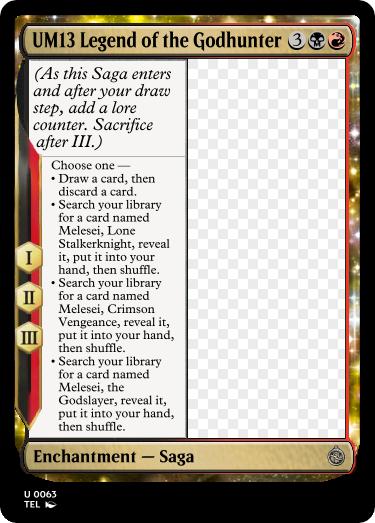 UM13 Legend of the Godhunter 3
(As this Saga enters
and after your draw
step, add a lore
counter. Sacrifice
after III.)
Choose one —
• Draw a card, then
discard a card.
• Search your library
for a card named
Melesei, Lone
Stalkerknight, reveal
it, put it into your
hand, then shuffle.
• Search your library
for a card named
Melesei, Crimson
Vengeance, reveal it,
put it into your hand,
then shuffle.
• Search your library
for a card named
Melesei, the
Godslayer, reveal it,
put it into your hand,
then shuffle.
I
II
III
Enchantment — Saga
U 0063
TEL